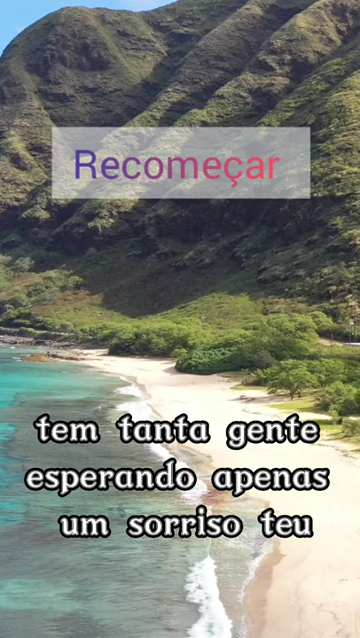 Recomeçar
tem tanta gente
esperando apenas
um sorriso teu